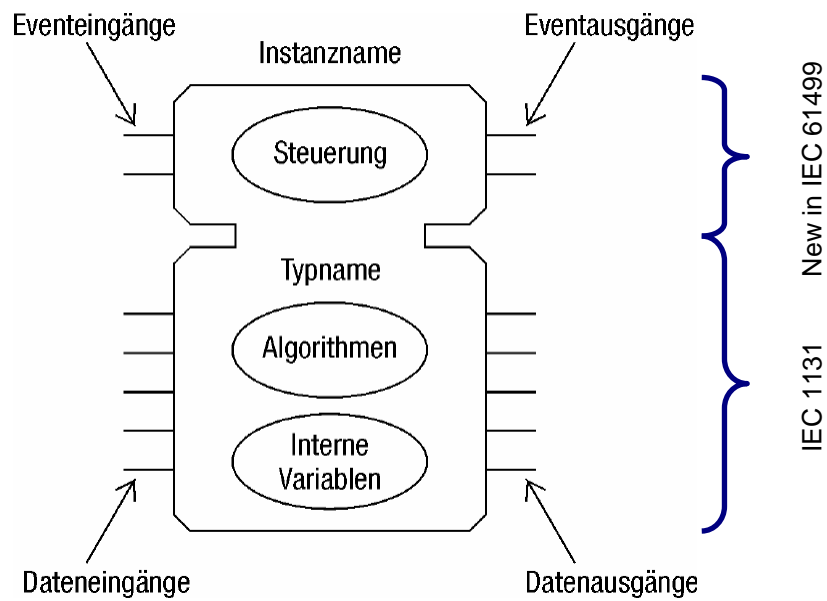 Eventeingänge
Eventausgänge
Instanzname
Steuerung
Typname
Algorithmen
Interne
Variablen
Dateneingänge
Datenausgänge
New in IEC 61499
IEC 1131